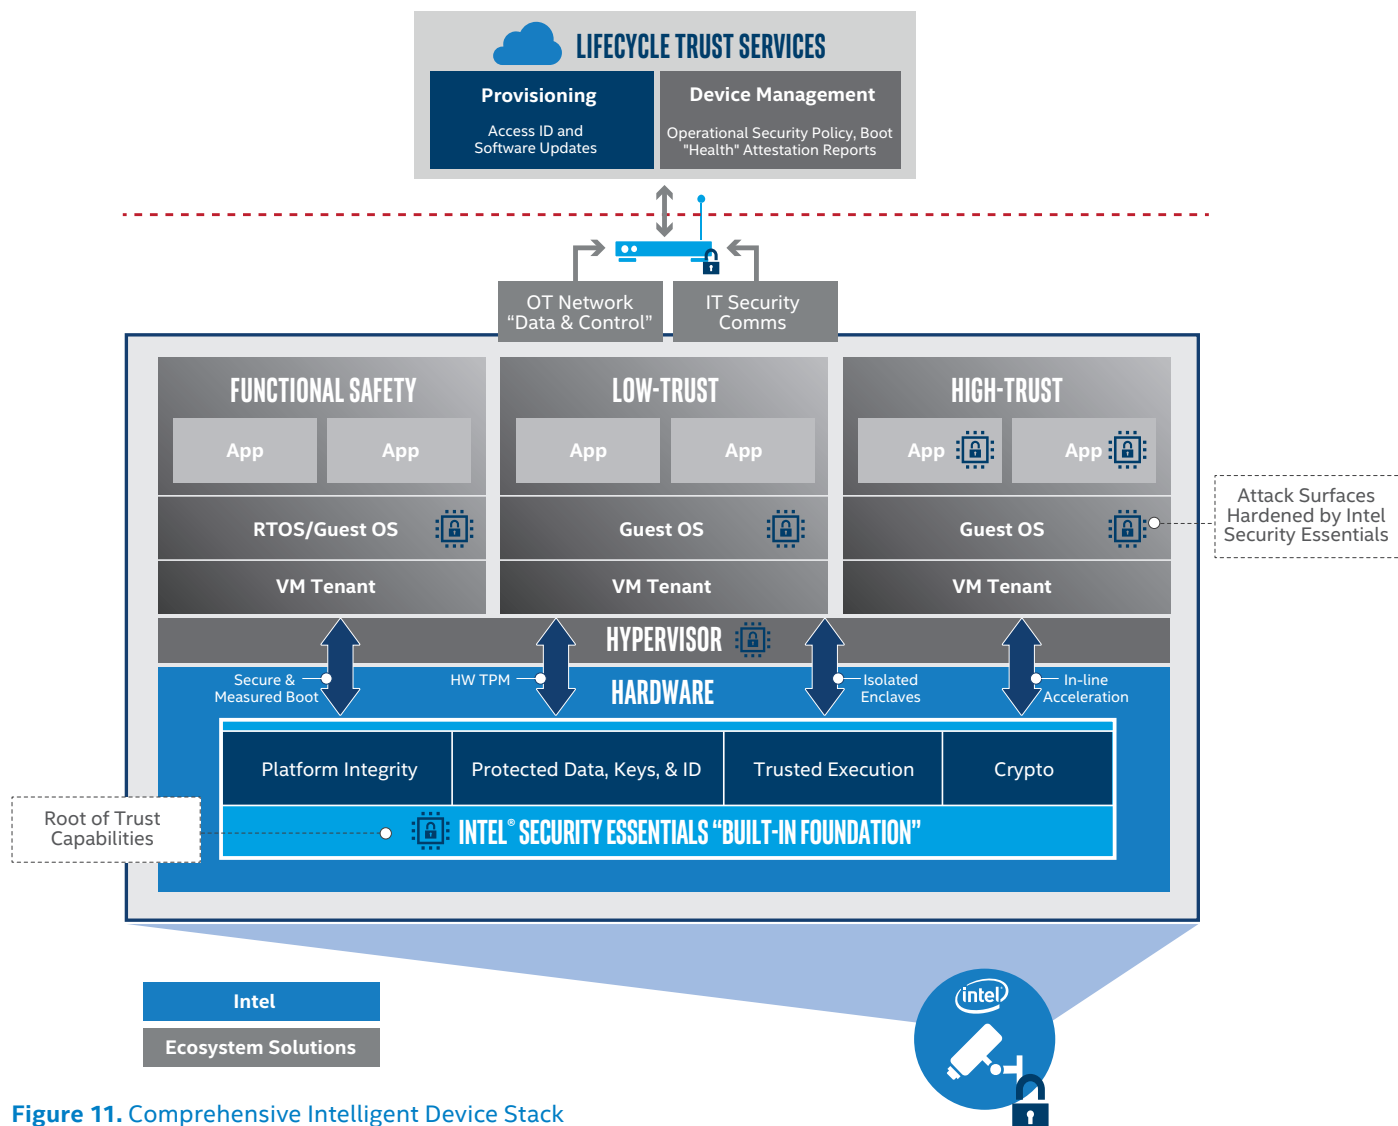 LIFECYCLE TRUST SERVICES
Provisioning
Access ID and
Software Updates
Device Management
Operational Security Policy, Boot
"Health" Attestation Reports
OT Network
“Data & Control”
IT Security
Comms
FUNCTIONAL SAFETY
App
App
RTOS/Guest OS
VM Tenant
LOW-TRUST
App
App
Guest OS
VM Tenant
HIGH-TRUST
App
App
Guest OS
VM Tenant
Attack Surfaces
Hardened by Intel
Security Essentials
HYPERVISOR
HARDWARE
Secure &
Measured Boot
HW TPM
Isolated
Enclaves
In-line
Acceleration
Platform Integrity
Protected Data, Keys, & ID
Trusted Execution
Crypto
Root of Trust
Capabilities
INTEL® SECURITY ESSENTIALS “BUILT-IN FOUNDATION”
Intel
Ecosystem Solutions
intel
Figure 11. Comprehensive Intelligent Device Stack